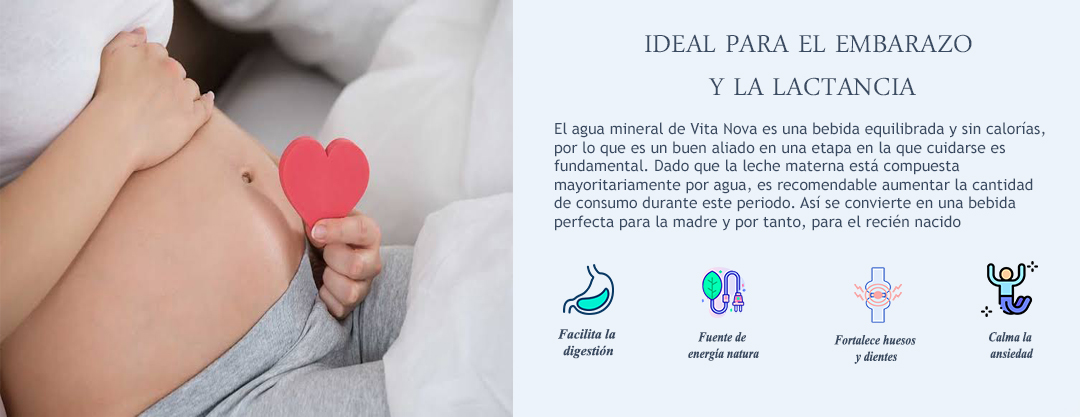 IDEAL PARA EL EMBARAZO
Y LA LACTANCIA
El agua mineral de Vita Nova es una bebida equilibrada y sin calorías,
por lo que es un buen aliado en una etapa en la que cuidarse es
fundamental. Dado que la leche materna está compuesta
mayoritariamente por agua, es recomendable aumentar la cantidad
de consumo durante este periodo. Así se convierte en una bebida
perfecta para la madre y por tanto, para el recién nacido
Facilita la
digestión
Fuente de
energía natura
Fortalece huesos
y dientes
Calma la
ansiedad